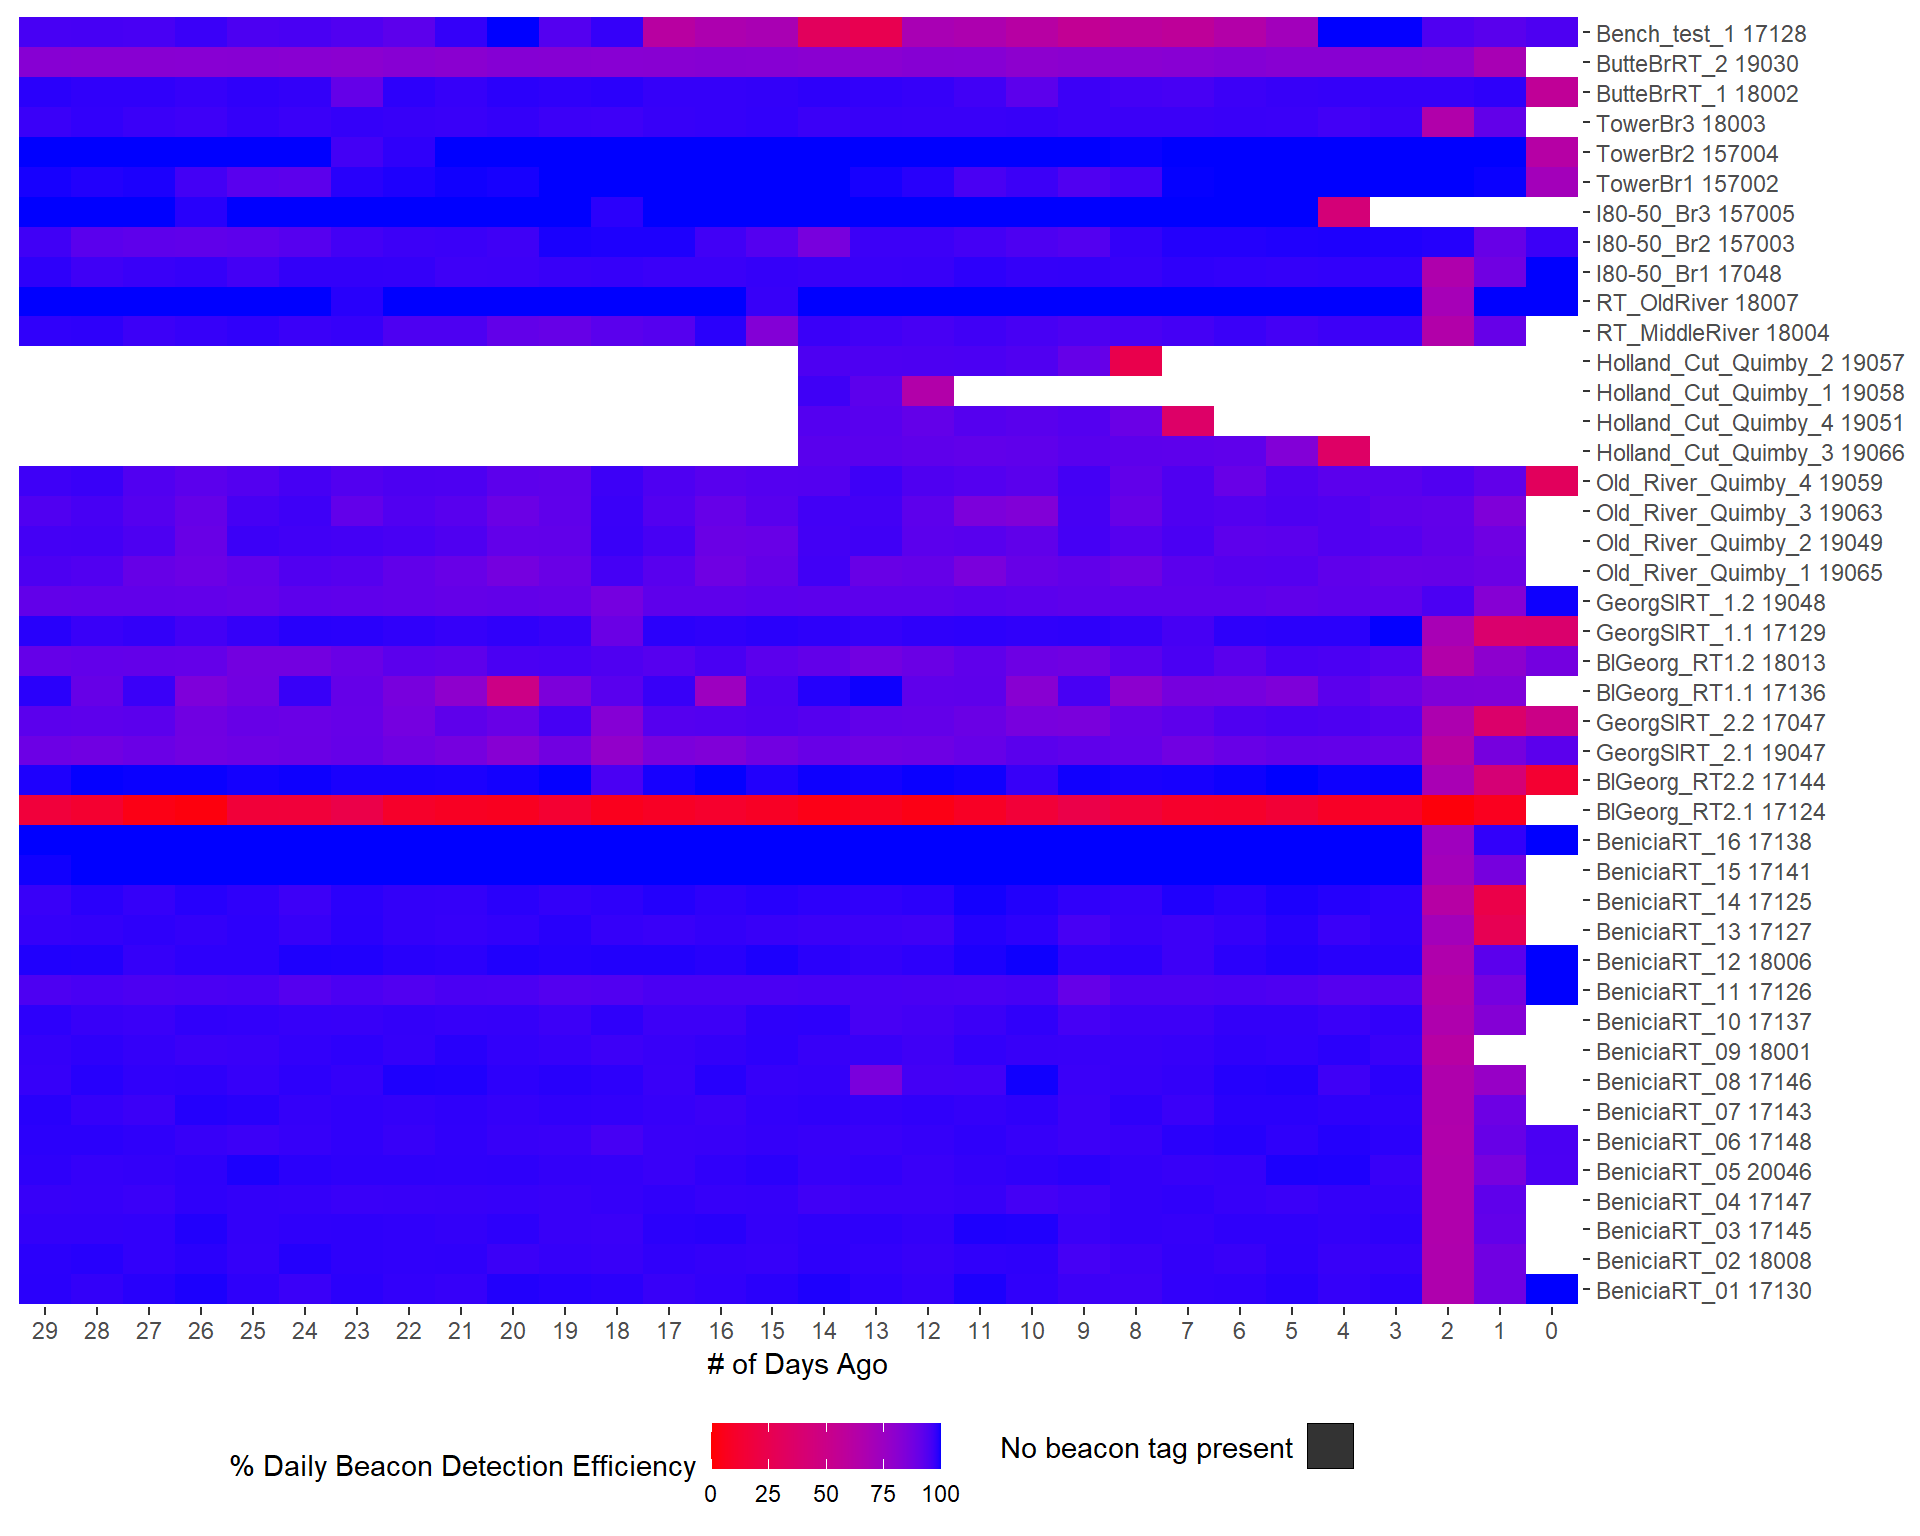 Bench_test_1 17128
ButteBrRT_2 19030
ButteBrRT_1 18002
TowerBr3 18003
TowerBr2 157004
TowerBr1 157002
I80-50_Br3 157005
I80-50_Br2 157003
I80-50_Br1 17048
RT_OldRiver 18007
RT_MiddleRiver 18004
Holland_Cut_Quimby_2 19057
Holland_Cut_Quimby_1 19058
Holland_Cut_Quimby_4 19051
Holland_Cut_Quimby_3 19066
Old_River_Quimby_4 19059
Old_River_Quimby_3 19063
Old_River_Quimby_2 19049
Old_River_Quimby_1 19065
GeorgSlRT_1.2 19048
GeorgSlRT_1.1 17129
BlGeorg_RT1.2 18013
BlGeorg_RT1.1 17136
GeorgSlRT_2.2 17047
GeorgSlRT_2.1 19047
BlGeorg_RT2.2 17144
BlGeorg_RT2.1 17124
BeniciaRT_16 17138
BeniciaRT_15 17141
BeniciaRT_14 17125
BeniciaRT_13 17127
BeniciaRT_12 18006
BeniciaRT_11 17126
BeniciaRT_10 17137
BeniciaRT_09 18001
BeniciaRT_08 17146
BeniciaRT_07 17143
BeniciaRT_06 17148
BeniciaRT_05 20046
BeniciaRT_04 17147
BeniciaRT_03 17145
BeniciaRT_02 18008
BeniciaRT_01 17130
29 28 27 26 25 24 23 22 21 20 19 18 17 16 15 14 13 12 11 10 9 8 7 6 5 4 3 2 1 0
# of Days Ago
% Daily Beacon Detection Efficiency
0 25 50 75 100
No beacon tag present